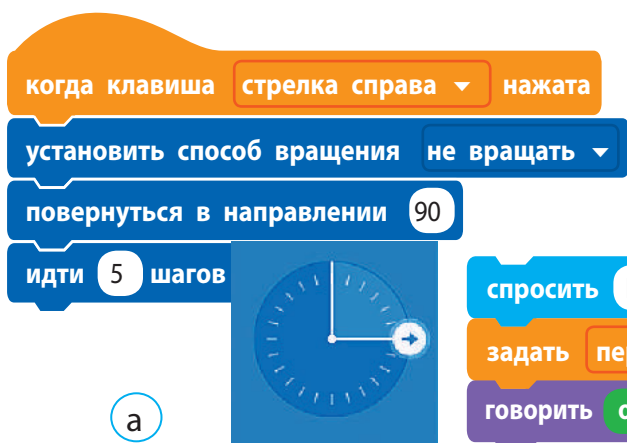 когда клавиша стрелка справа нажата
установить способ вращения не вращать
повернуться в направлении 90
идти 5 шагов
спросить
задать
говорить
а